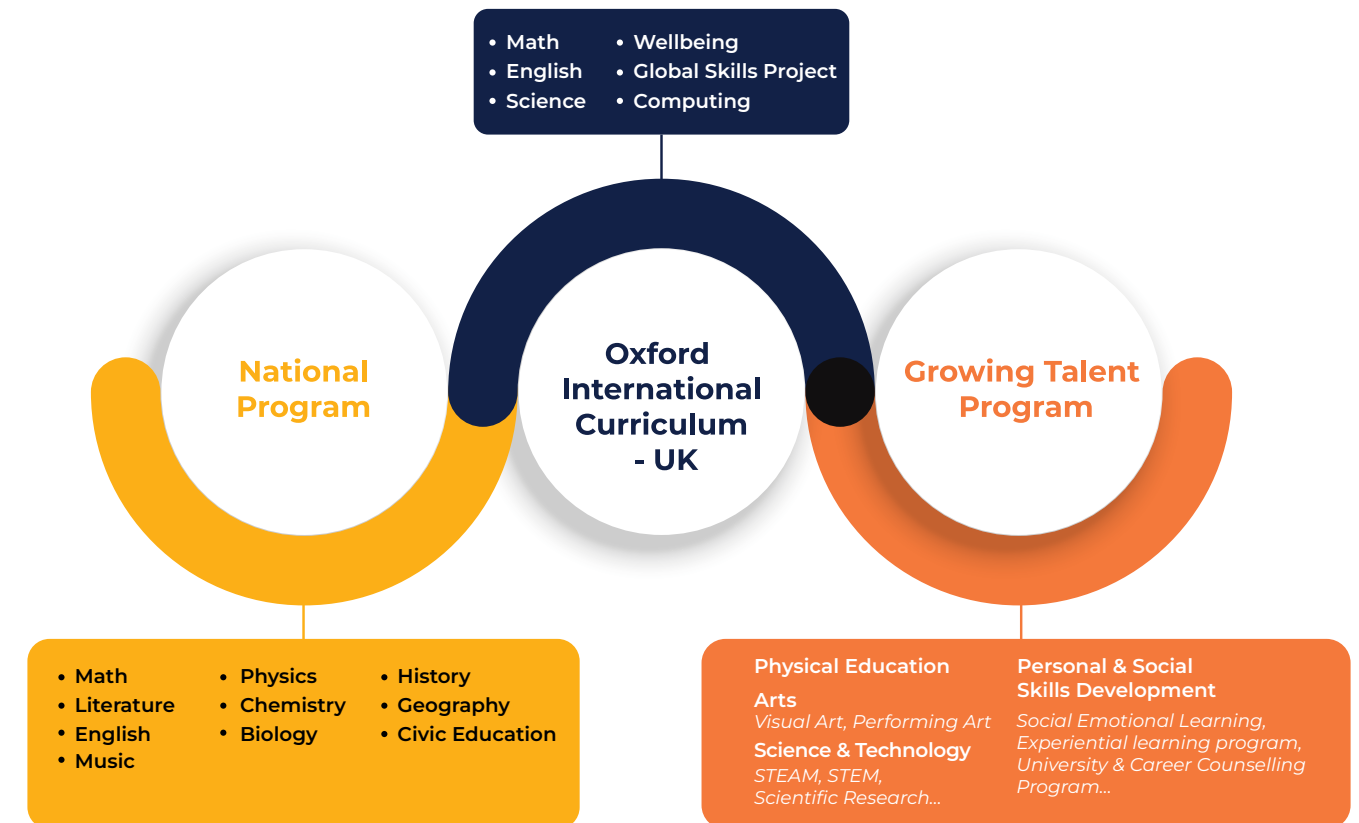 • Math
• English
• Science
• Wellbeing
• Global Skills Project
• Computing
National
Program
Oxford
International
Curriculum
- UK
Growing Talent
Program
• Math
• Literature
• English
• Music
• Physics
• Chemistry
• Biology
• History
• Geography
• Civic Education
Physical Education
Arts
Visual Art, Performing Art
Science & Technology
STEAM, STEM,
Scientific Research...
Personal & Social
Skills Development
Social Emotional Learning,
Experiential learning program,
University & Career Counselling
Program...